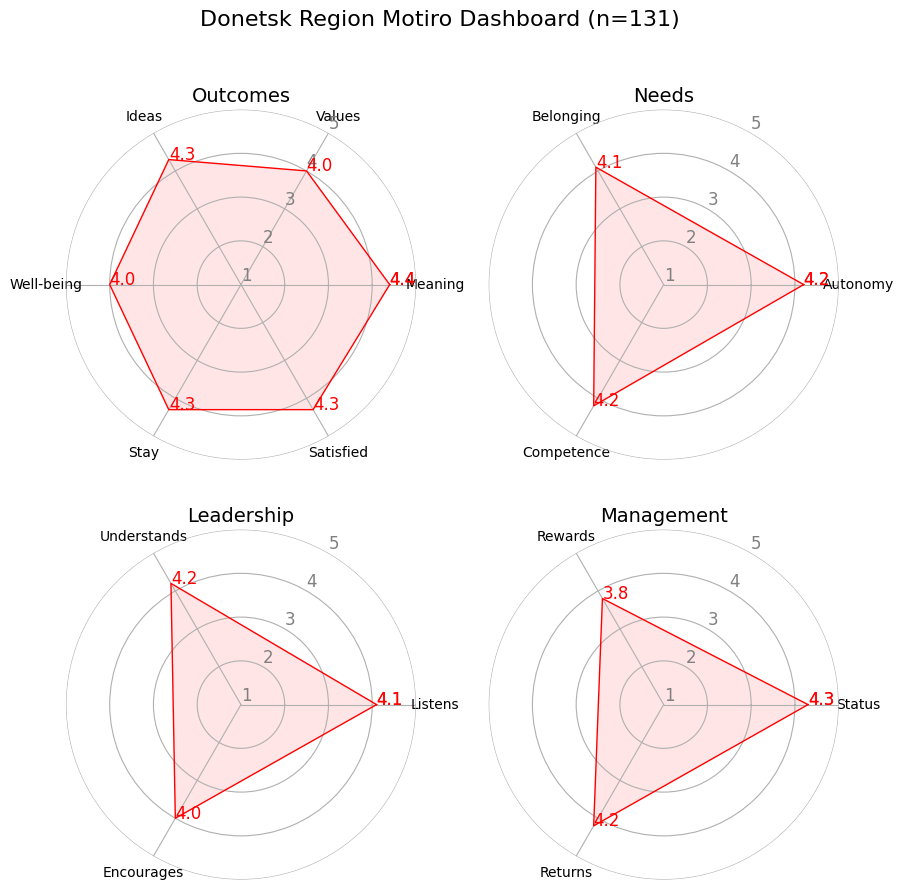 Donetsk Region Motiro Dashboard (n=131)
Outcomes
Ideas
Values
5
4.3
4
4.0
3
2
Well-being
4.0
1
4.4
Meaning
4.3
4.3
Stay
Satisfied
Needs
Belonging
5
4.1
4
3
2
1
4.2
Autonomy
4.2
Competence
Leadership
Understands
5
4.2
4
3
2
1
4.1
Listens
4.0
Encourages
Management
Rewards
5
4
3.8
3
2
1
4.3
Status
4.2
Returns